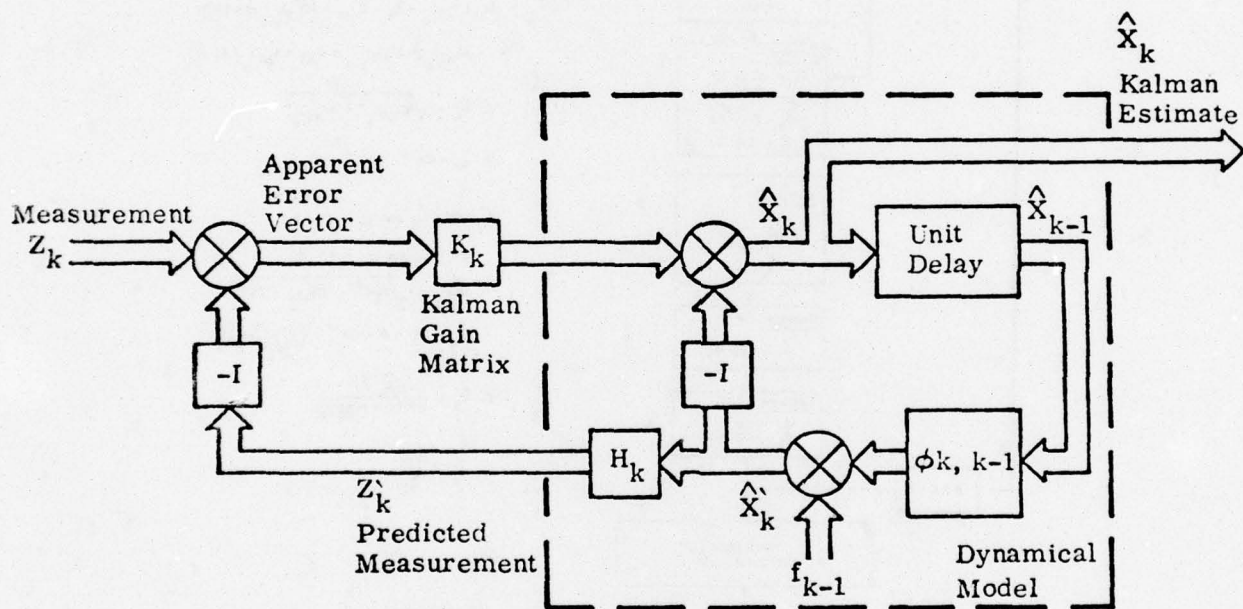 X̂k
Kalman
Estimate
Apparent
Error
Vector
Measurement
Zk
Kk
Kalman
Gain
Matrix
X̂k
Unit
Delay
X̂k-1
-I
-I
Hk
ϕk, k-1
Z`k
Predicted
Measurement
X̂`k
fk-1
Dynamical
Model